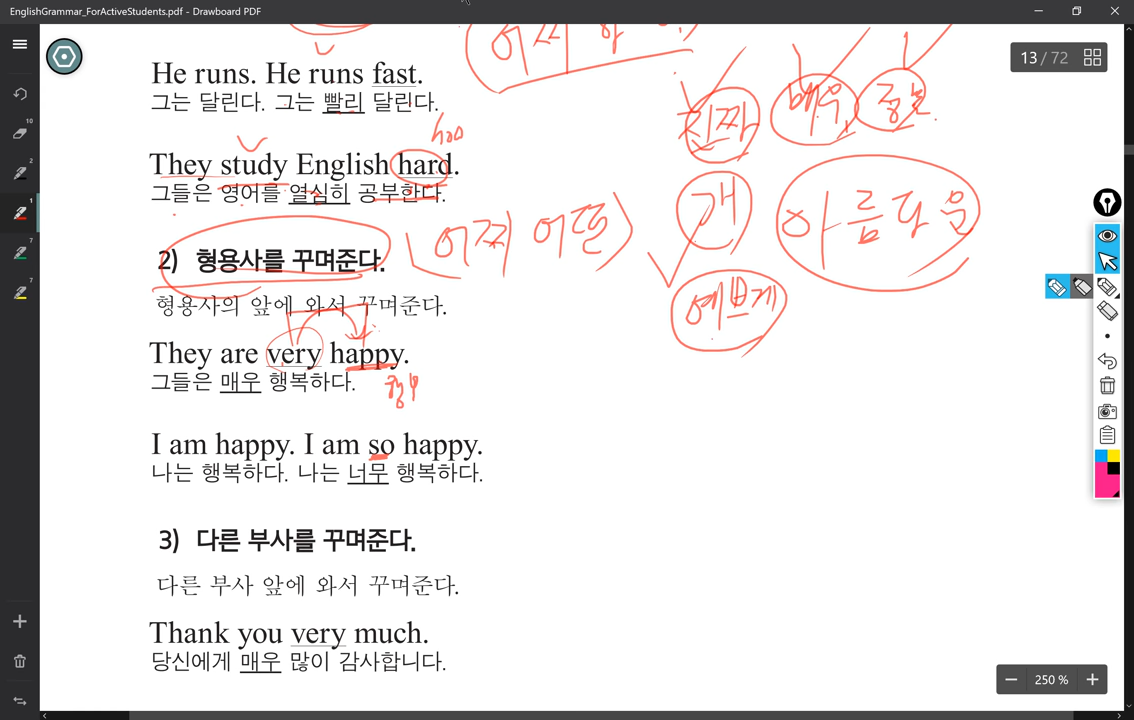 EnglishGrammar_ForActiveStudents.pdf - Drawboard PDF
13 / 72
He runs. He runs fast.
그는 달린다. 그는 빨리 달린다.
진짜 매우
They study English hard.
그들은 영어를 열심히 공부한다.
2) 형용사를 꾸며준다.
(어찌 어떤)
개
아름다운
형용사의 앞에 와서 꾸며준다.
예쁘게
They are very happy.
그들은 매우 행복하다.
I am happy. I am so happy.
나는 행복하다. 나는 너무 행복하다.
3) 다른 부사를 꾸며준다.
다른 부사 앞에 와서 꾸며준다.
Thank you very much.
당신에게 매우 많이 감사합니다.
250 %